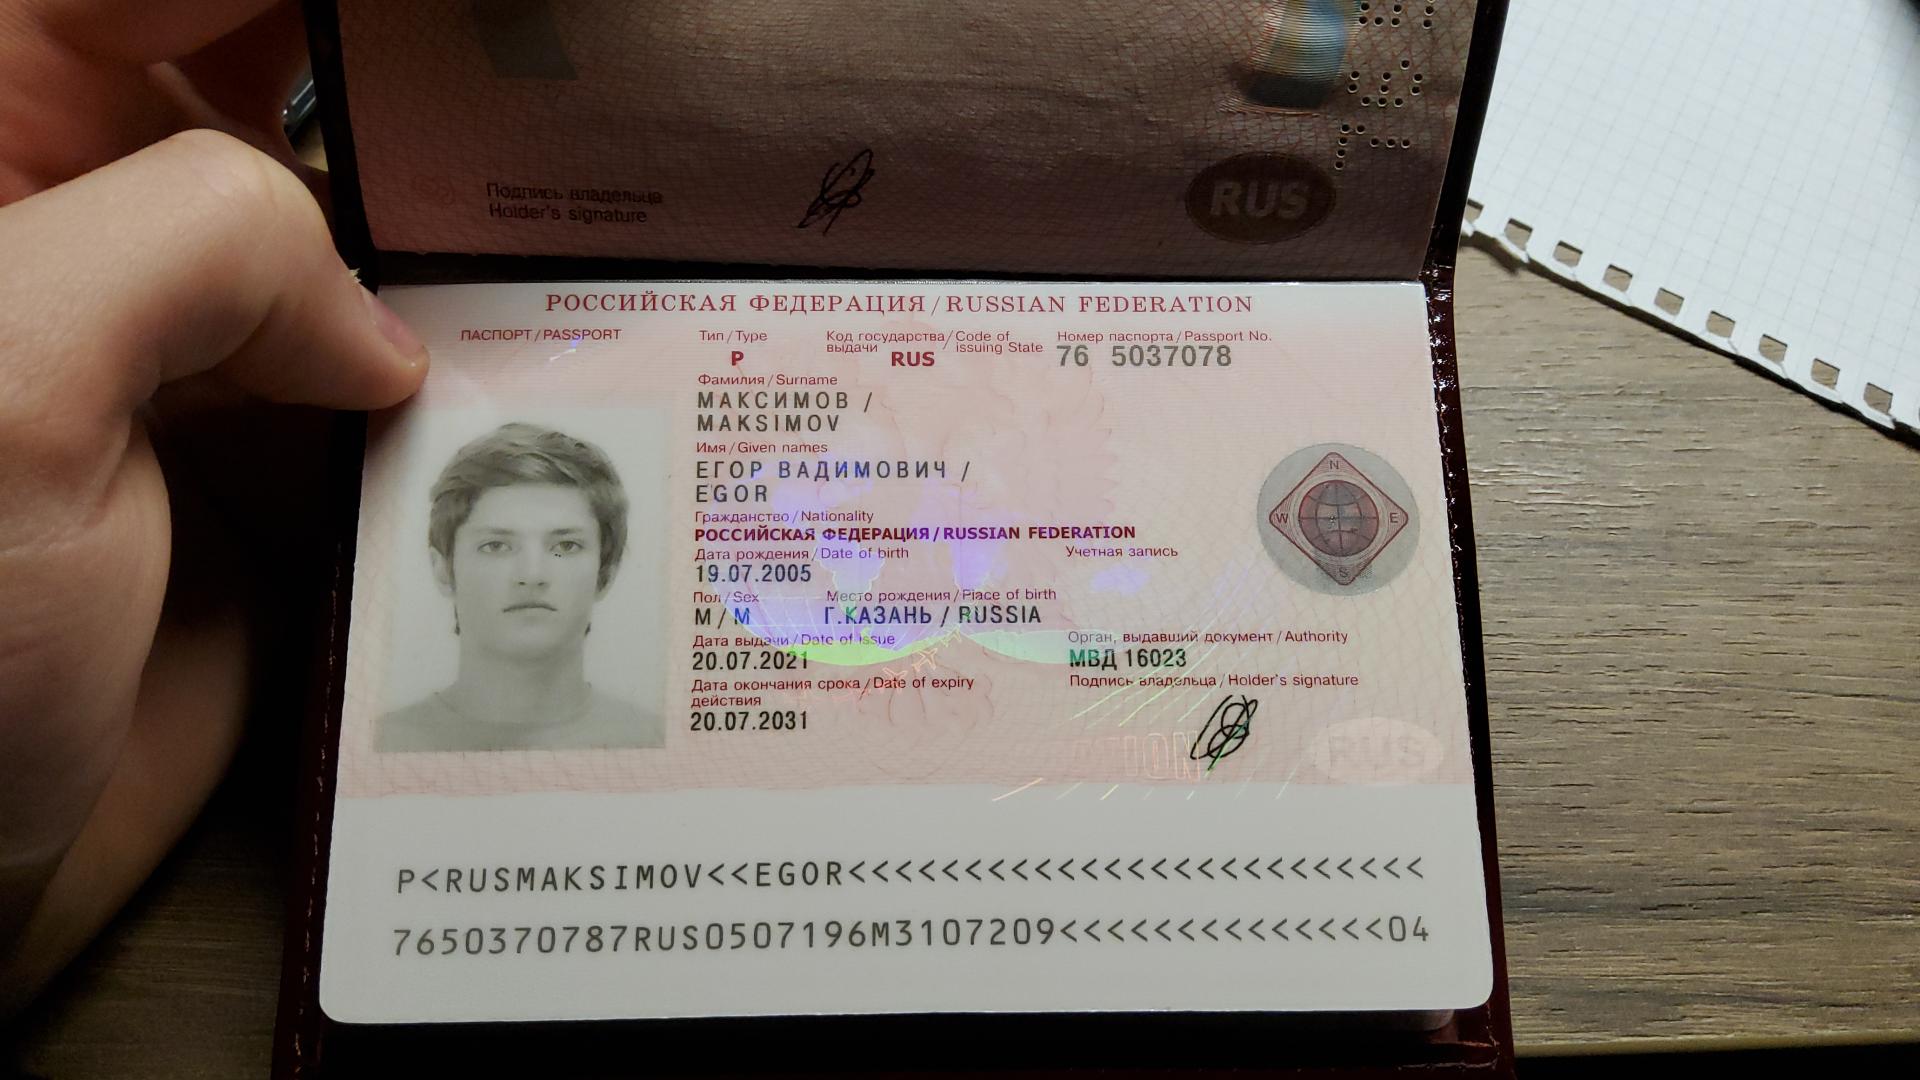 Подпись владельца
Holder's signature
RUS
РОССИЙСКАЯ ФЕДЕРАЦИЯ / RUSSIAN FEDERATION
ПАСПОРТ / PASSPORT
Тип / Type
P
Код государства / Code of
выдачи issuing State
RUS
Номер паспорта / Passport No.
76 5037078
Фамилия / Surname
МАКСИМОВ /
MAKSIMOV
Имя / Given names
ЕГОР ВАДИМОВИЧ /
EGOR
Гражданство / Nationality
РОССИЙСКАЯ ФЕДЕРАЦИЯ / RUSSIAN FEDERATION
Дата рождения / Date of birth
19.07.2005
Учетная запись
Пол / Sex
М / M
Место рождения / Place of birth
Г.КАЗАНЬ / RUSSIA
Дата выдачи / Date of issue
20.07.2021
Орган, выдавший документ / Authority
МВД 16023
Дата окончания срока / Date of expiry
действия
20.07.2031
Подпись владельца / Holder's signature
N
W
E
S
RUS
P<RUSMAKSIMOV<<EGOR<<<<<<<<<<<<<<<<<<<<<<<<<
7650370787RUS0507196M3107209<<<<<<<<<<<<<<04